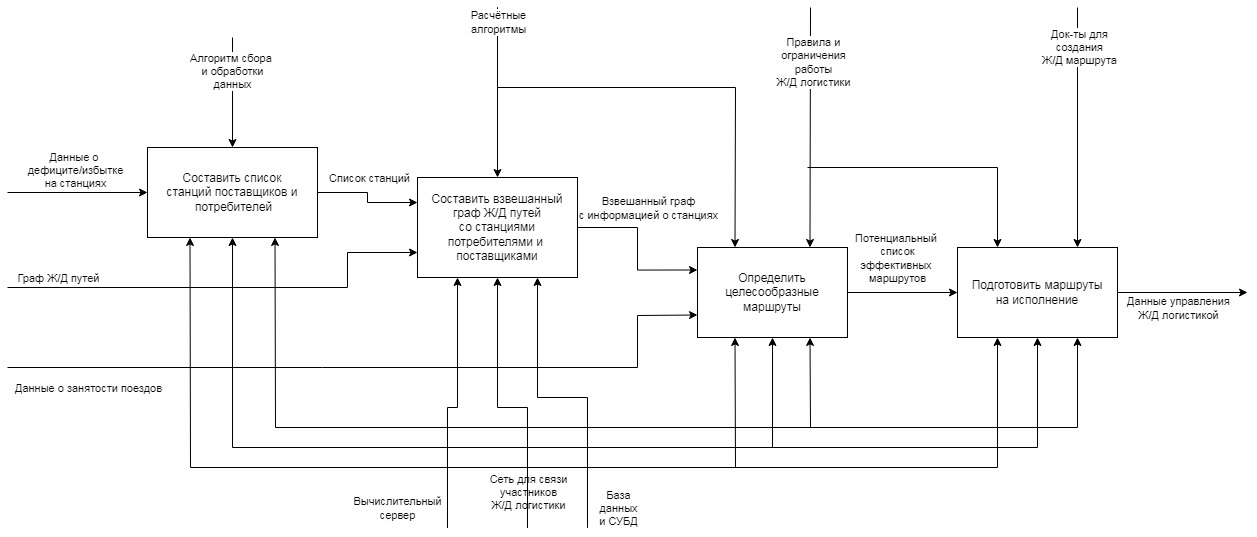 Расчётные
алгоритмы
Алгоритм сбора
и обработки
данных
Правила и
ограничения
работы
Ж/Д логистики
Док-ты для
создания
Ж/Д маршрута
Данные о
дефиците/избытке
на станциях
Составить список
станций поставщиков и
потребителей
Список станций
Составить взвешанный
граф Ж/Д путей
со станциями
потребителями и
поставщиками
Взвешанный граф
с информацией о станциях
Граф Ж/Д путей
Определить
целесообразные
маршруты
Потенциальный
список
эффективных
маршрутов
Подготовить маршруты
на исполнение
Данные управления
Ж/Д логистикой
Данные о занятости поездов
Вычислительный
сервер
Сеть для связи
участников
Ж/Д логистики
База
данных
и СУБД